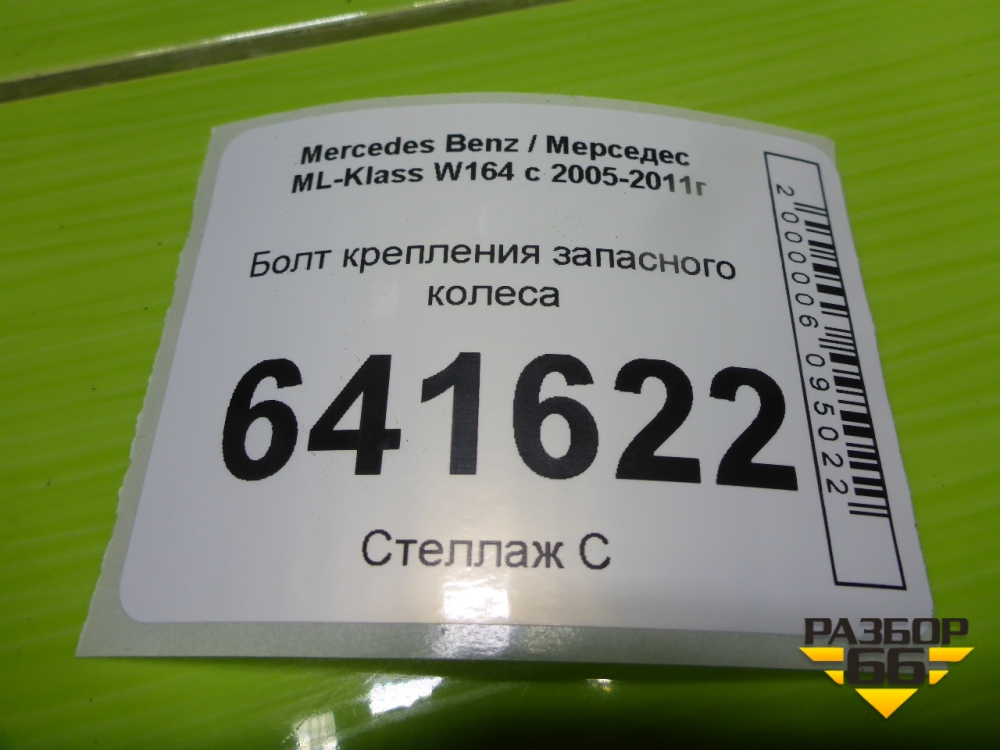 Mercedes Benz / Мерседес
ML-Klass W164 с 2005-2011г
Болт крепления запасного
колеса
641622
Стеллаж С
2000006095022
РАЗБОР
66